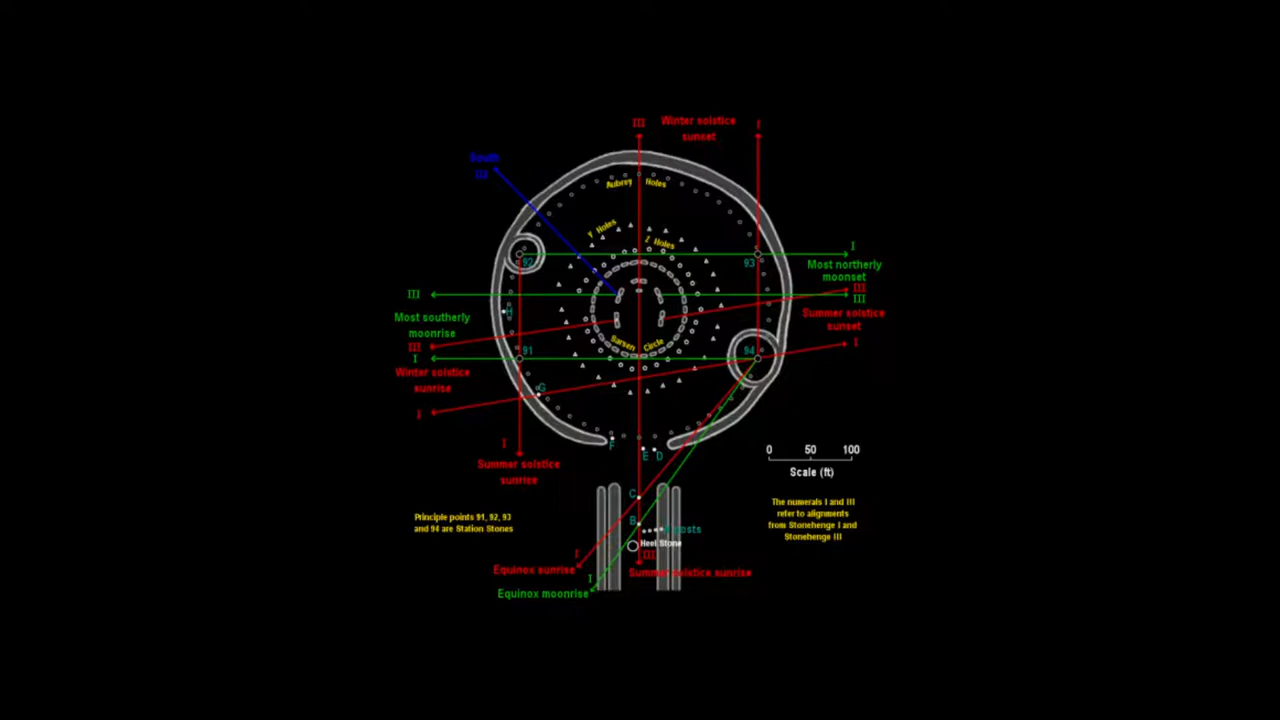 III
Winter solstice
sunset
I
South
III
Aubrey Holes
Y Holes
Z Holes
92
93
I
Most northerly
moonset
III
III
III
Most southerly
moonrise
H
Summer solstice
sunset
III
I
I
91
94
Sarsen Circle
Winter solstice
sunrise
G
I
I
Summer solstice
sunrise
F
E
D
0 50 100
Scale (ft)
C
B
Principle points 91, 92, 93
and 94 are Station Stones
The numerals I and III
refer to alignments
from Stonehenge I and
Stonehenge III
Heel Stone
III
I
Equinox sunrise
Summer solstice sunrise
I
Equinox moonrise